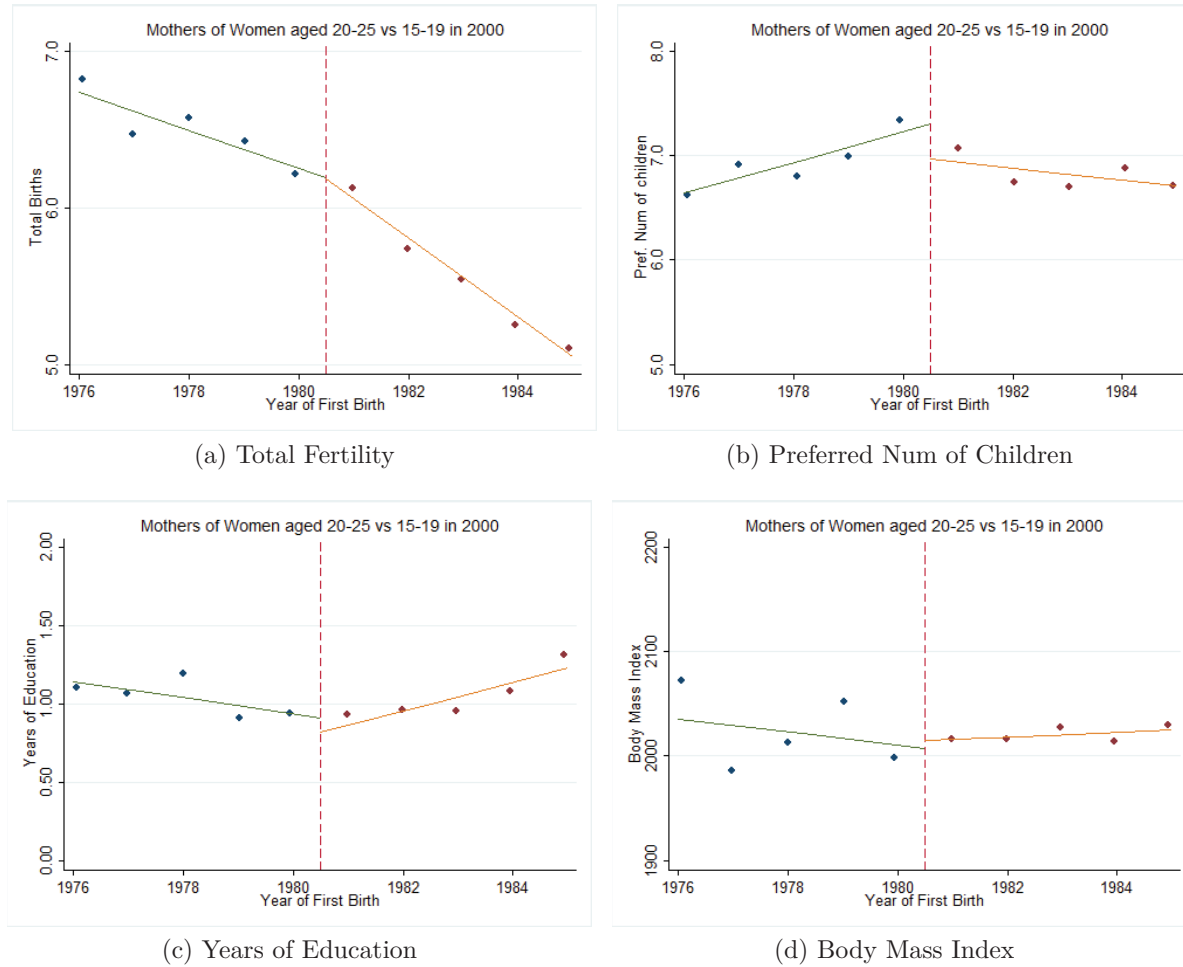 Mothers of Women aged 20-25 vs 15-19 in 2000
7.0
6.0
5.0
Total Births
1976 1978 1980 1982 1984
Year of First Birth
(a) Total Fertility
Mothers of Women aged 20-25 vs 15-19 in 2000
8.0
7.0
6.0
5.0
Pref. Num of children
1976 1978 1980 1982 1984
Year of First Birth
(b) Preferred Num of Children
Mothers of Women aged 20-25 vs 15-19 in 2000
2.00
1.50
1.00
0.50
0.00
Years of Education
1976 1978 1980 1982 1984
Year of First Birth
(c) Years of Education
Mothers of Women aged 20-25 vs 15-19 in 2000
2200
2100
2000
1900
Body Mass Index
1976 1978 1980 1982 1984
Year of First Birth
(d) Body Mass Index